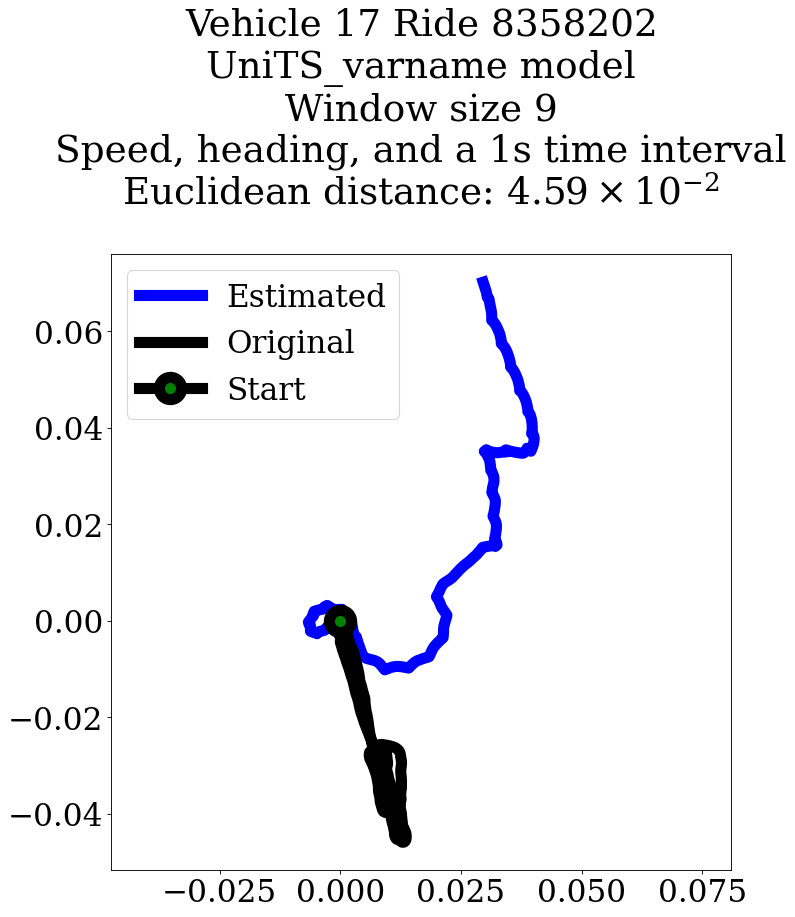 Vehicle 17 Ride 8358202
UniTS_varname model
Window size 9
Speed, heading, and a 1s time interval
Euclidean distance: 4.59 × 10⁻²
Estimated
Original
Start
0.06
0.04
0.02
0.00
−0.02
−0.04
−0.025 0.000 0.025 0.050 0.075